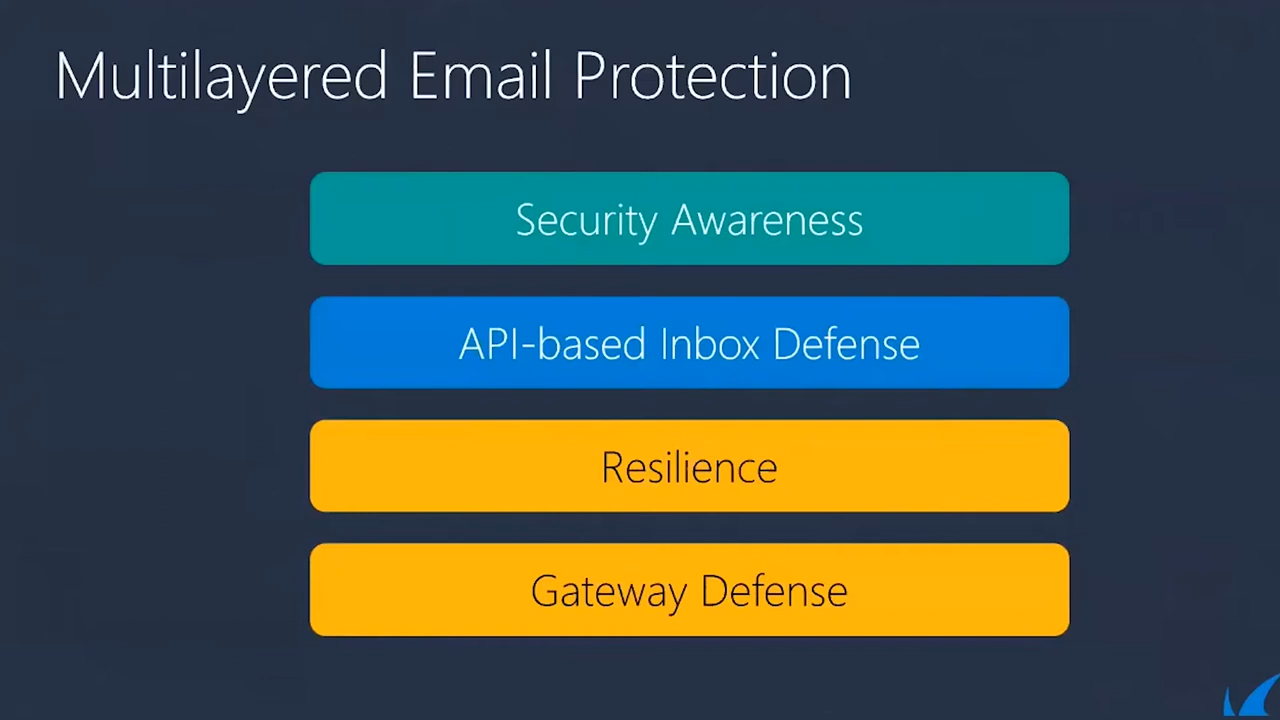 Multilayered Email Protection
Security Awareness
API-based Inbox Defense
Resilience
Gateway Defense